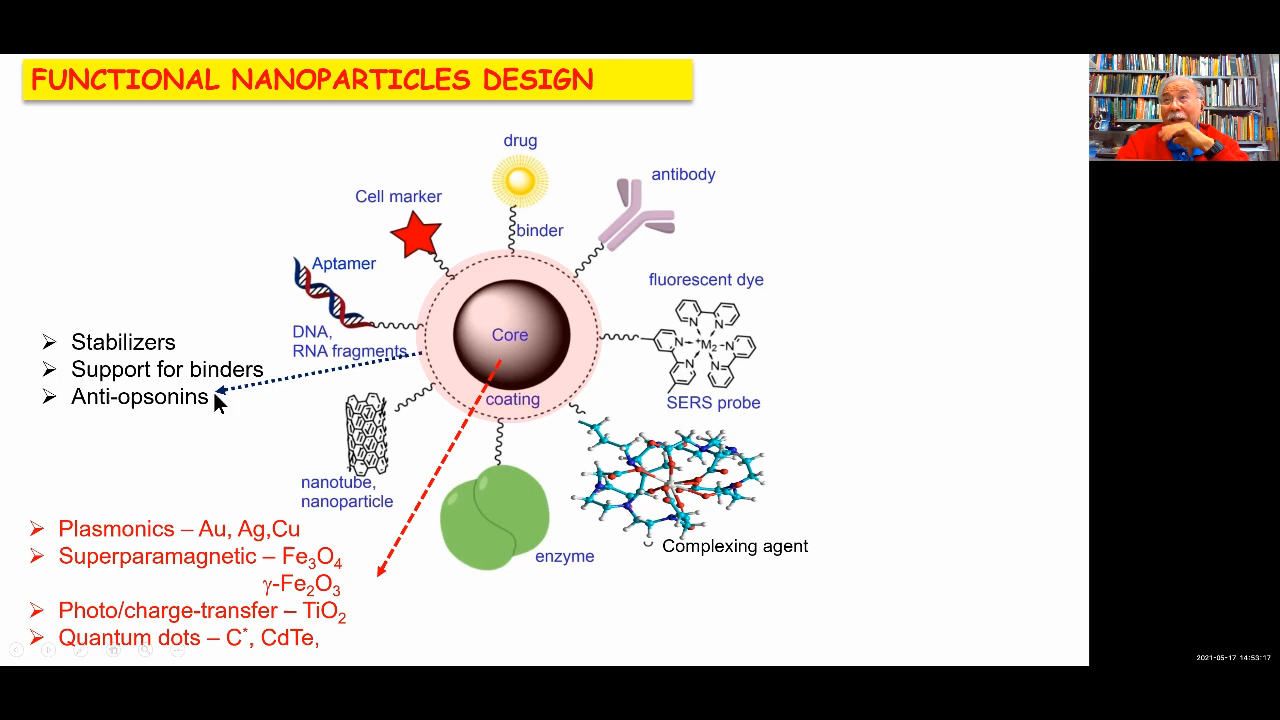 FUNCTIONAL NANOPARTICLES DESIGN
drug
antibody
Cell marker
binder
Aptamer
fluorescent dye
DNA,
RNA fragments
Core
M2
N
N
N
N
N
N
coating
SERS probe
➢ Stabilizers
➢ Support for binders
➢ Anti-opsonins
nanotube,
nanoparticle
enzyme
Complexing agent
➢ Plasmonics – Au, Ag,Cu
➢ Superparamagnetic – Fe3O4
γ-Fe2O3
➢ Photo/charge-transfer – TiO2
➢ Quantum dots – C*, CdTe,
2021-05-17 14:53:17